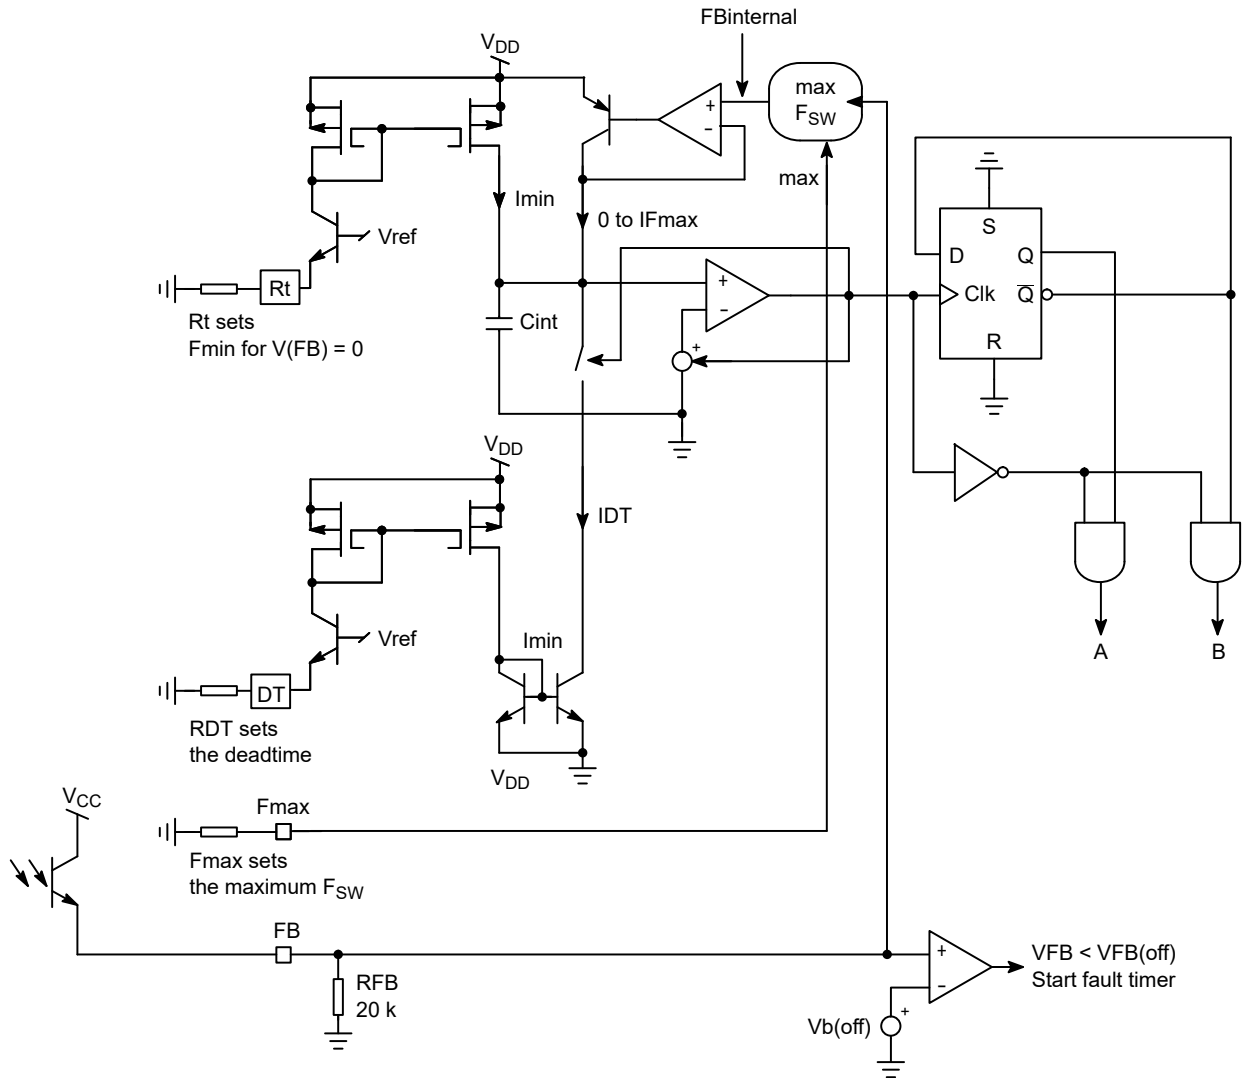 FBinternal
VDD
max
FSW
+
−
max
Imin
0 to IFmax
Vref
S
D
Q
Rt
+
−
Clk
Q
Cint
Rt sets
Fmin for V(FB) = 0
+
R
VDD
IDT
Imin
Vref
A
B
DT
RDT sets
the deadtime
VDD
VCC
Fmax
Fmax sets
the maximum FSW
FB
+
−
VFB < VFB(off)
Start fault timer
RFB
20 k
+
Vb(off)